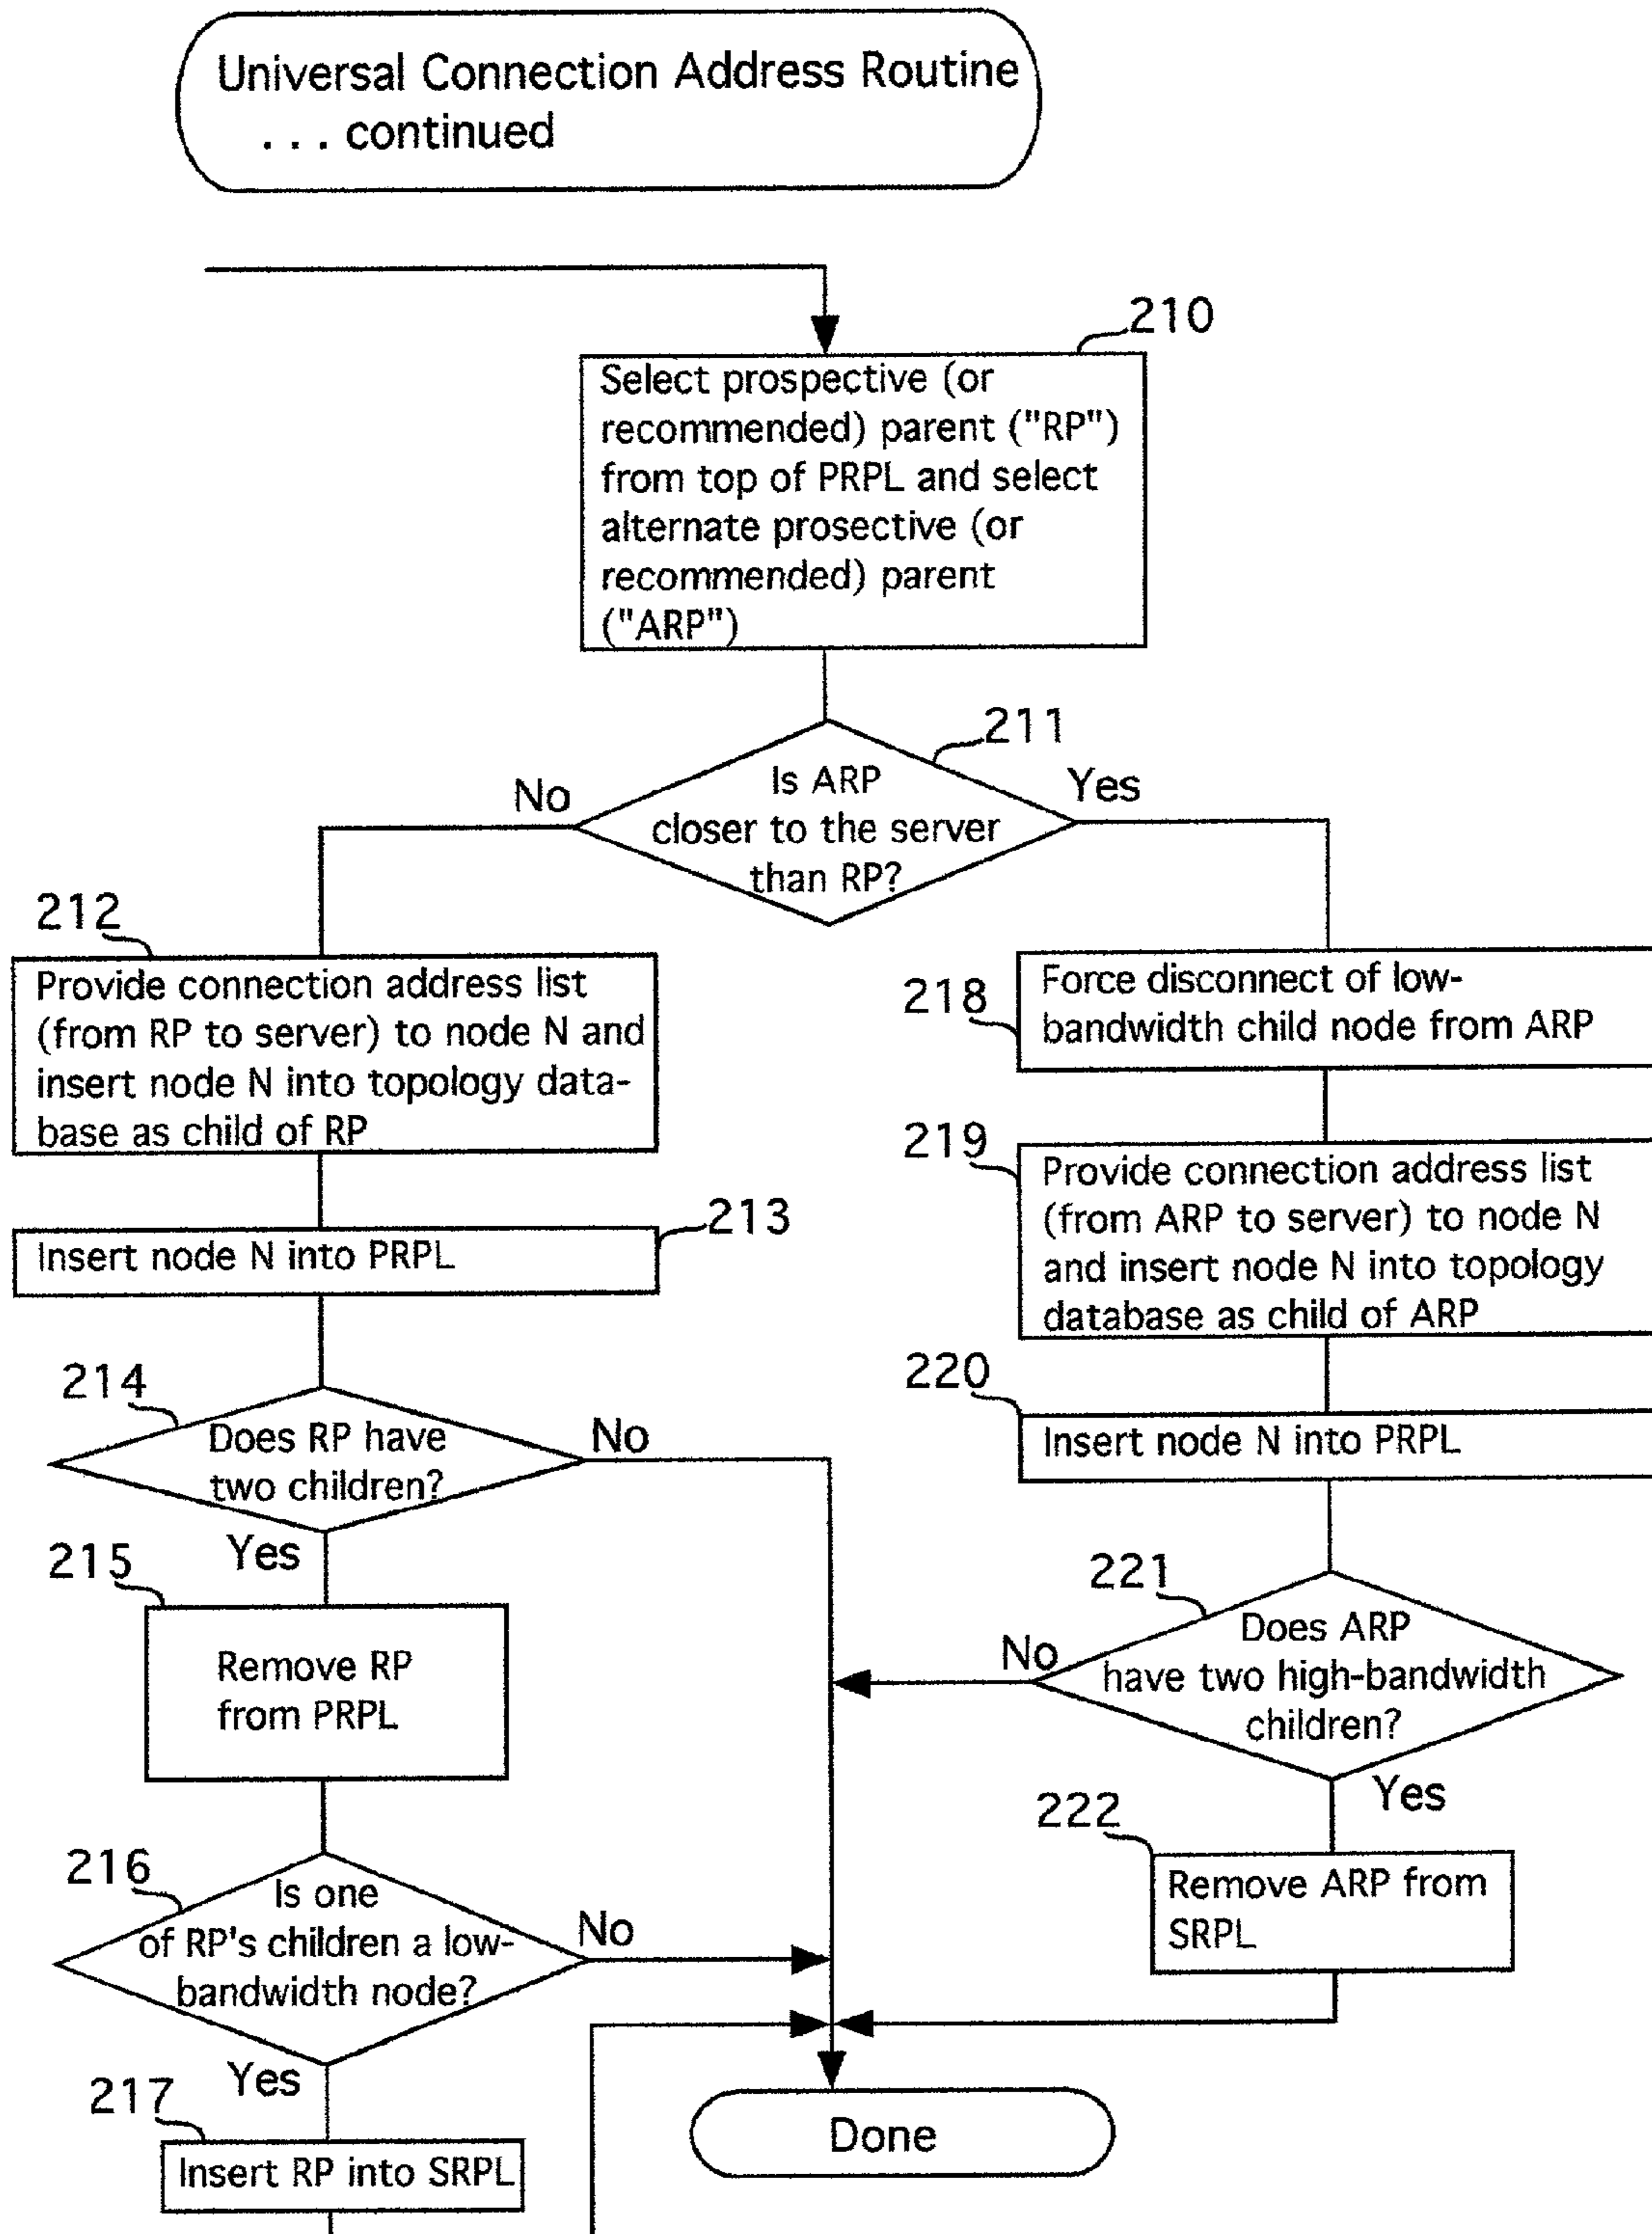 Universal Connection Address Routine
. . . continued
210
Select prospective (or
recommended) parent ("RP")
from top of PRPL and select
alternate prosective (or
recommended) parent
("ARP")
211
Is ARP
closer to the server
than RP?
No
Yes
212
Provide connection address list
(from RP to server) to node N and
insert node N into topology data-
base as child of RP
213
Insert node N into PRPL
214
Does RP have
two children?
No
Yes
215
Remove RP
from PRPL
216
Is one
of RP's children a low-
bandwidth node?
No
Yes
217
Insert RP into SRPL
218
Force disconnect of low-
bandwidth child node from ARP
219
Provide connection address list
(from ARP to server) to node N
and insert node N into topology
database as child of ARP
220
Insert node N into PRPL
221
Does ARP
have two high-bandwidth
children?
No
Yes
222
Remove ARP from
SRPL
Done